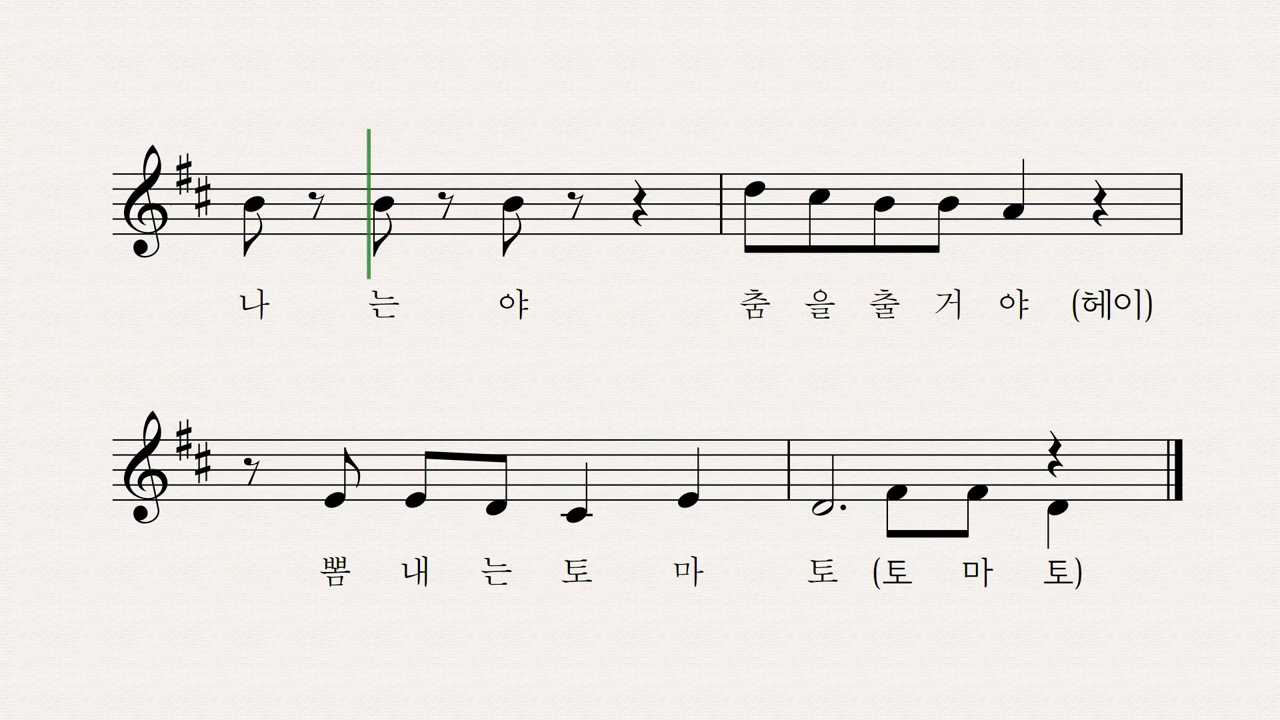 나 는 야 춤 을 출 거 야 (헤이)
뽐 내 는 토 마 토 (토 마 토)